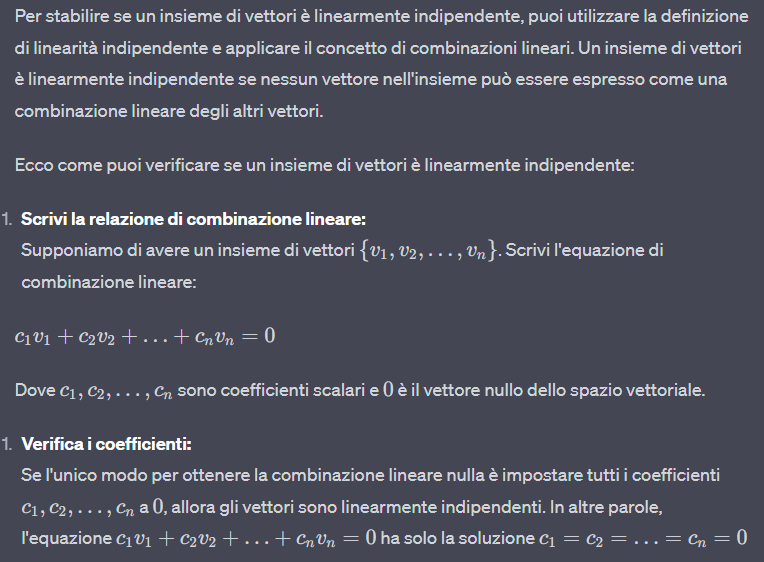 Per stabilire se un insieme di vettori è linearmente indipendente, puoi utilizzare la definizione
di linearità indipendente e applicare il concetto di combinazioni lineari. Un insieme di vettori
è linearmente indipendente se nessun vettore nell'insieme può essere espresso come una
combinazione lineare degli altri vettori.
Ecco come puoi verificare se un insieme di vettori è linearmente indipendente:
1. Scrivi la relazione di combinazione lineare:
Supponiamo di avere un insieme di vettori {v₁, v₂, . . . , vₙ}. Scrivi l'equazione di
combinazione lineare:
c₁v₁ + c₂v₂ + . . . + cₙvₙ = 0
Dove c₁, c₂, . . . , cₙ sono coefficienti scalari e 0 è il vettore nullo dello spazio vettoriale.
1. Verifica i coefficienti:
Se l'unico modo per ottenere la combinazione lineare nulla è impostare tutti i coefficienti
c₁, c₂, . . . , cₙ a 0, allora gli vettori sono linearmente indipendenti. In altre parole,
l'equazione c₁v₁ + c₂v₂ + . . . + cₙvₙ = 0 ha solo la soluzione c₁ = c₂ = . . . = cₙ = 0